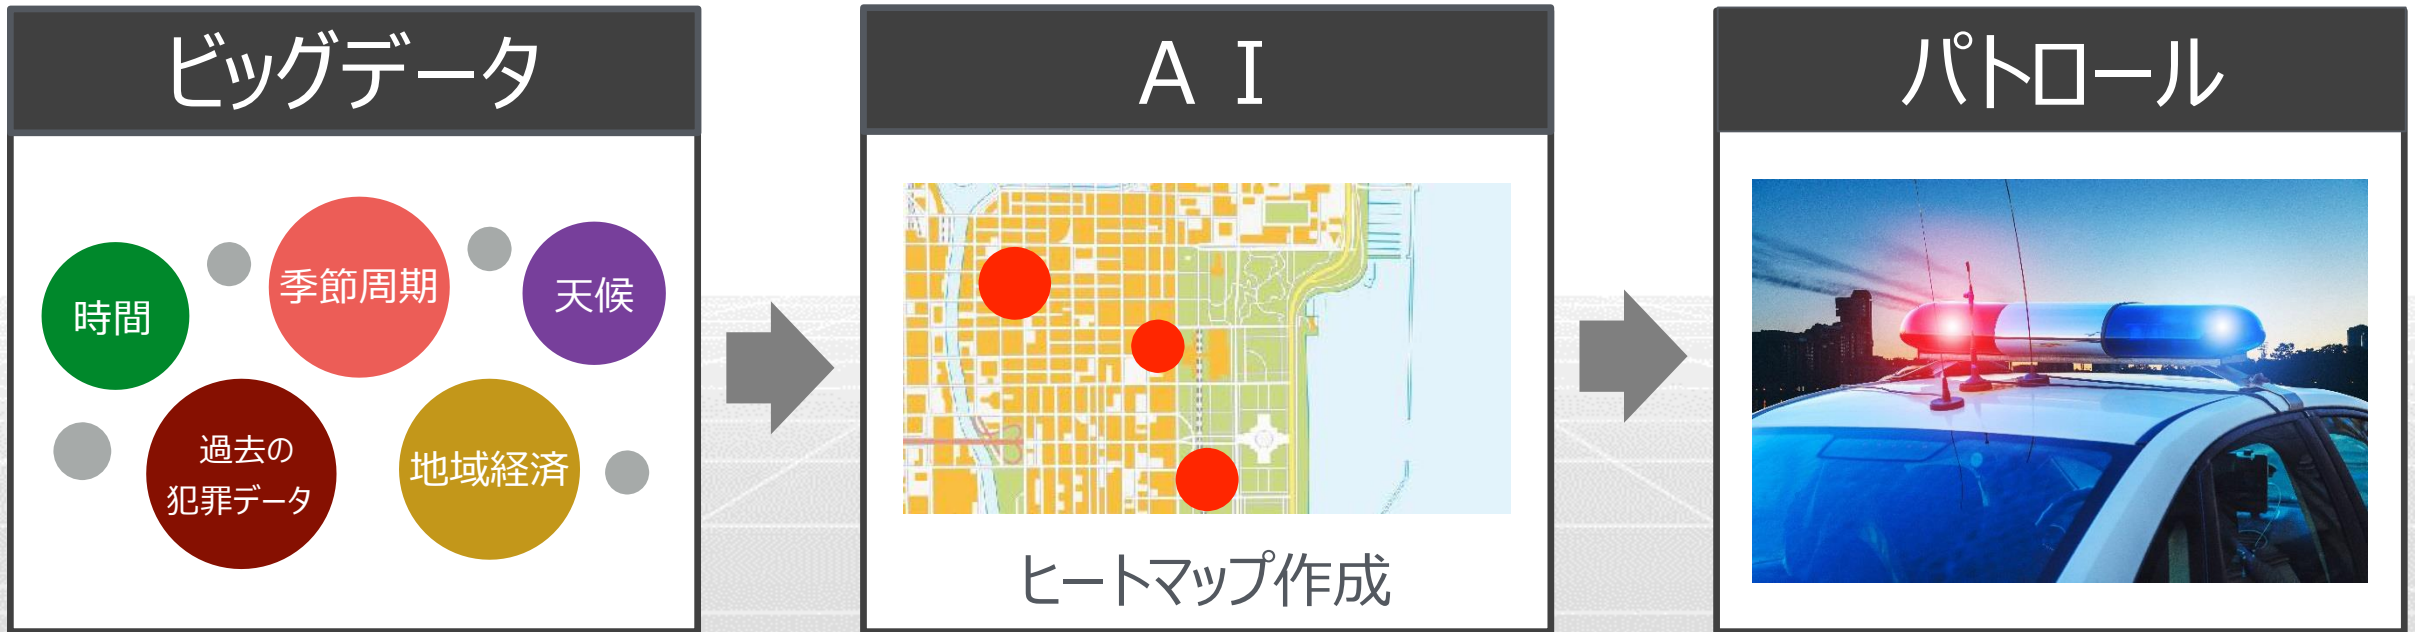 ビッグデータ
時間
季節周期
天候
過去の
犯罪データ
地域経済
ＡＩ
ヒートマップ作成
パトロール